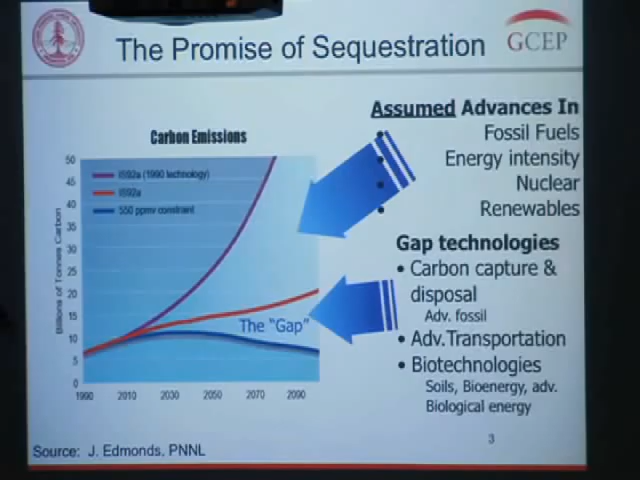 The Promise of Sequestration
GCEP
Carbon Emissions
Billions of Tonnes Carbon
50
45
40
35
30
25
20
15
10
5
0
IS92a (1990 technology)
IS92a
550 ppmv constraint
The "Gap"
1990
2010
2030
2050
2070
2090
Assumed Advances In
• Fossil Fuels
• Energy intensity
• Nuclear
• Renewables
Gap technologies
• Carbon capture &
disposal
Adv. fossil
• Adv.Transportation
• Biotechnologies
Soils, Bioenergy, adv.
Biological energy
3
Source: J. Edmonds, PNNL